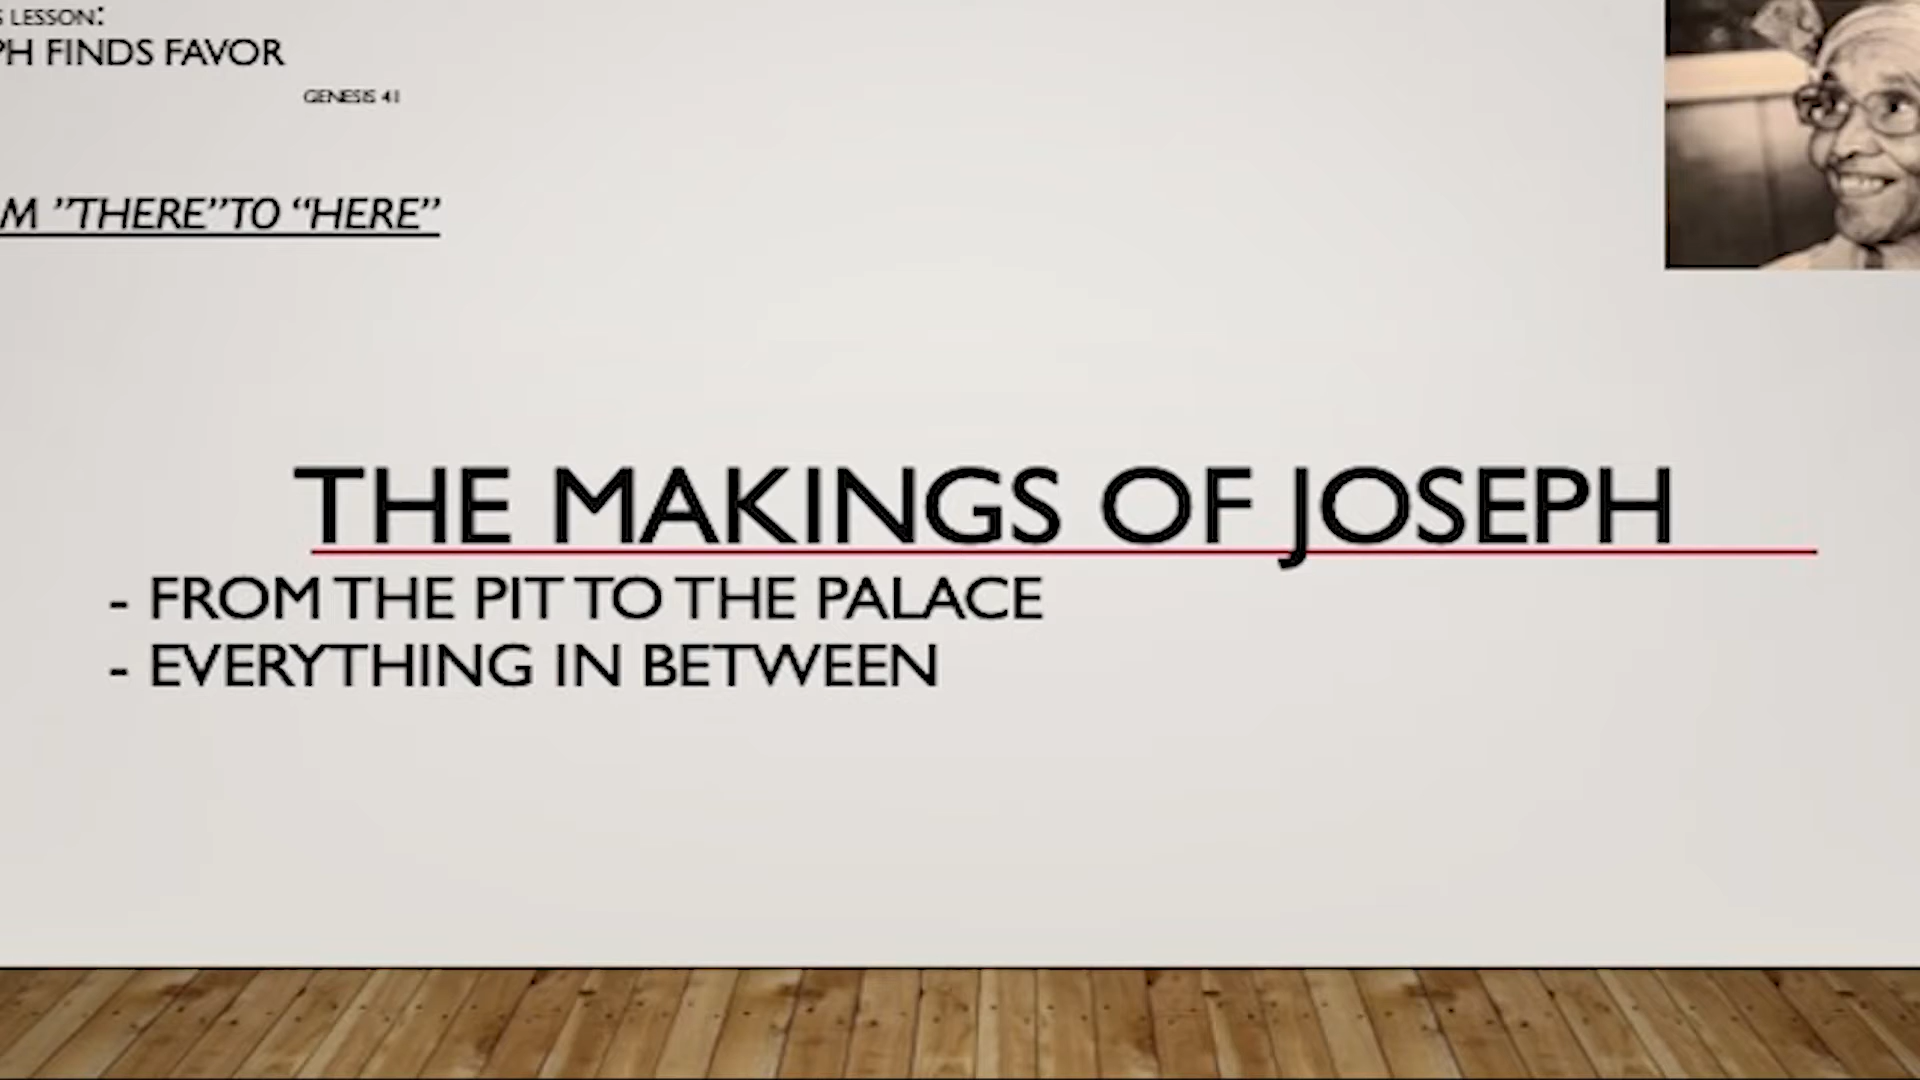 LESSON:
FINDS FAVOR
GENESIS 41
"THERE" TO "HERE"
THE MAKINGS OF JOSEPH
- FROM THE PIT TO THE PALACE
- EVERYTHING IN BETWEEN